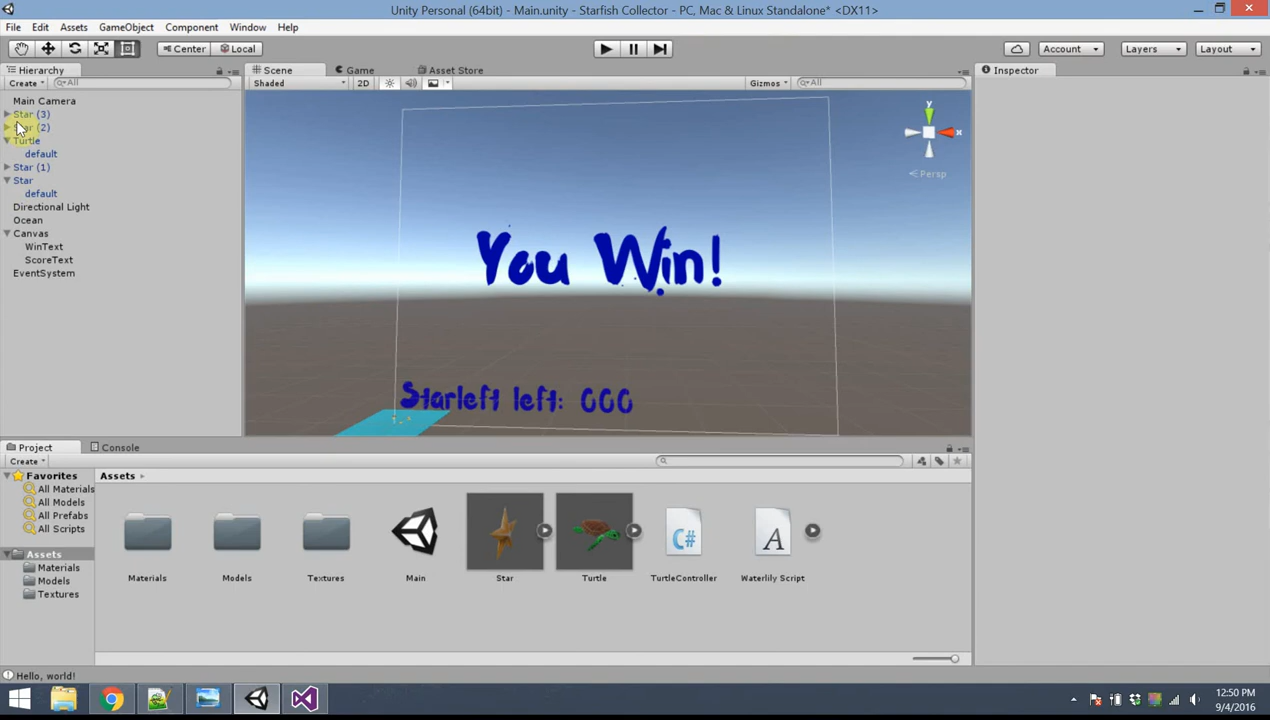 Unity Personal (64bit) - Main.unity - Starfish Collector - PC, Mac & Linux Standalone* <DX11>
File Edit Assets GameObject Component Window Help
Center Local Account Layers Layout
Hierarchy Scene Game Asset Store Inspector
Create All Shaded 2D Gizmos All
Main Camera
Star (3)
(2)
Turtle
default
Star (1)
Star
default
Directional Light
Ocean
Canvas
WinText
ScoreText
EventSystem
y
x
Persp
You Win!
Starleft left: 000
Project Console
Create
Favorites
All Materials
All Models
All Prefabs
All Scripts
Assets
Materials
Models
Textures
Assets
Materials Models Textures Main Star Turtle TurtleController Waterlily Script
C# A
Hello, world!
12:50 PM
9/4/2016